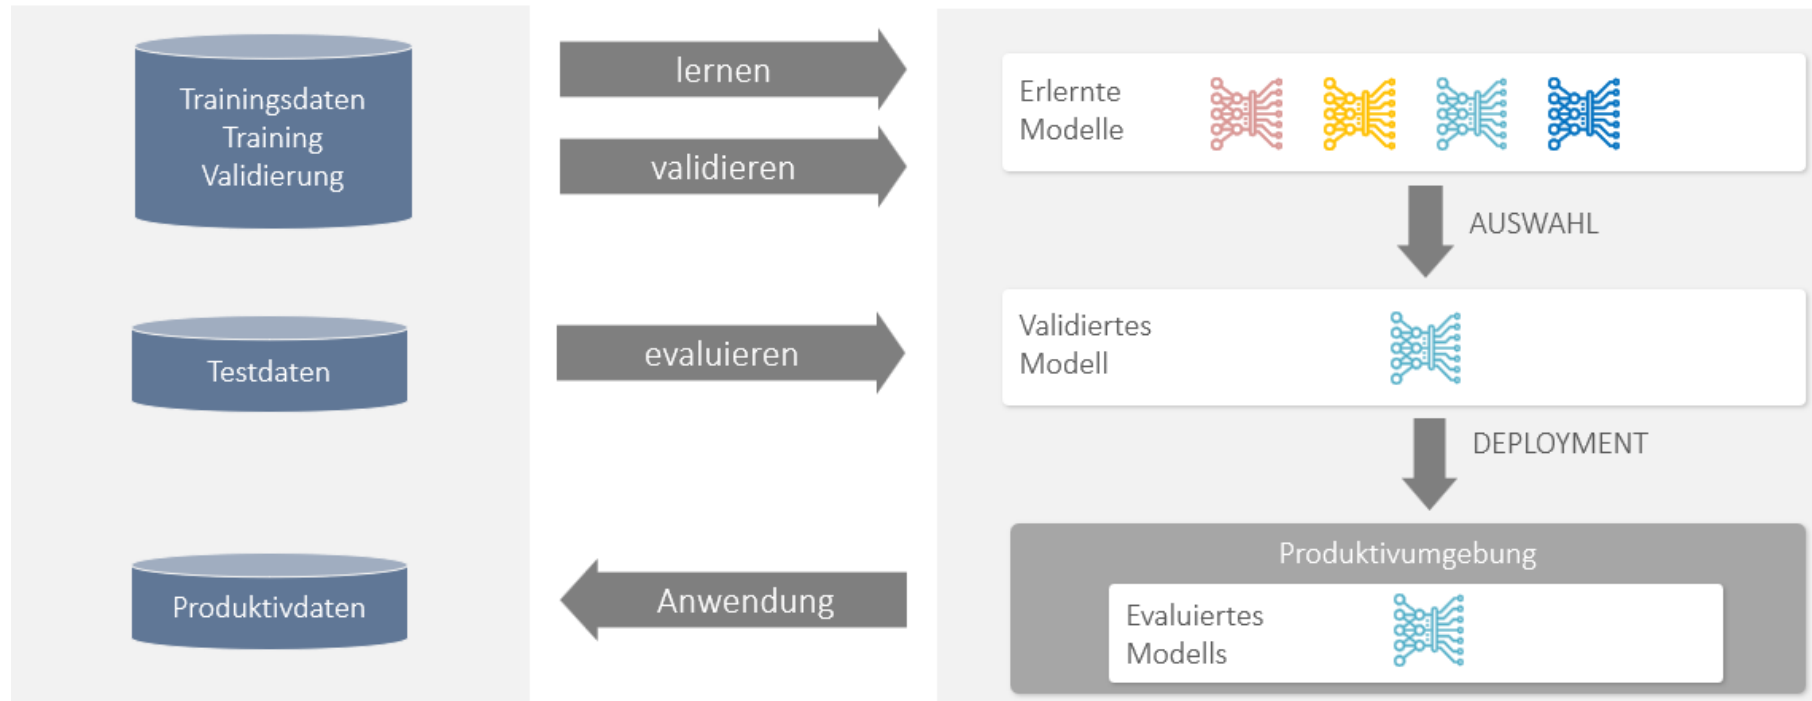 Trainingsdaten
Training
Validierung
lernen
validieren
Erlernte
Modelle
AUSWAHL
Testdaten
evaluieren
Validiertes
Modell
DEPLOYMENT
Produktivdaten
Anwendung
Produktivumgebung
Evaluiertes
Modells